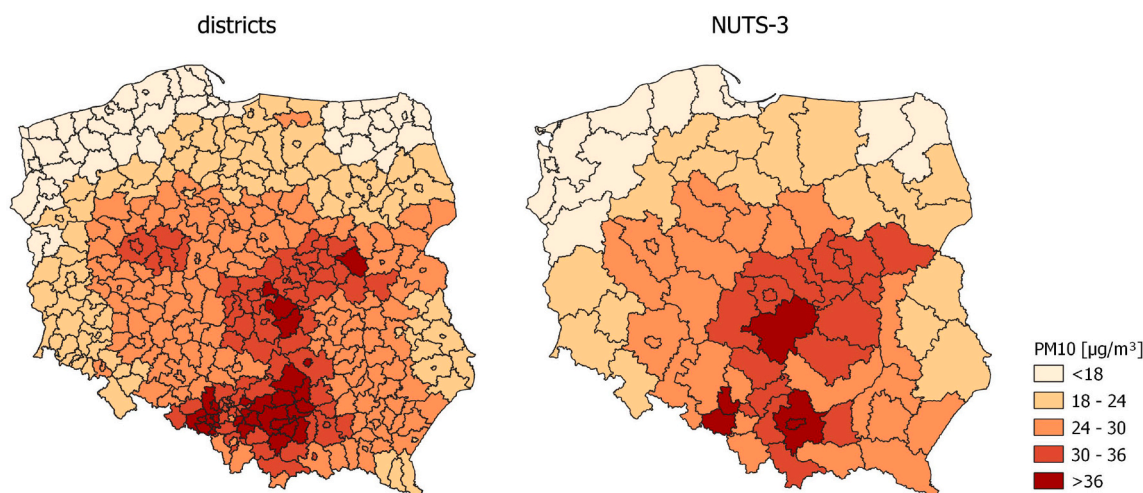 districts
NUTS-3
PM10 [µg/m³]
<18
18 - 24
24 - 30
30 - 36
>36